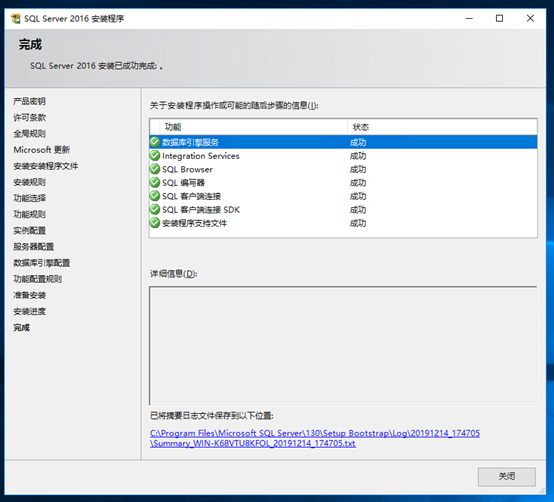 SQL Server 2016 安装程序
完成
SQL Server 2016 安装已成功完成: 。
产品密钥
许可条款
全局规则
Microsoft 更新
安装安装程序文件
安装规则
功能选择
功能规则
实例配置
服务器配置
数据库引擎配置
功能配置规则
准备安装
安装进度
完成
关于安装程序操作或可能的随后步骤的信息(I):
功能 状态
数据库引擎服务 成功
Integration Services 成功
SQL Browser 成功
SQL 编写器 成功
SQL 客户端连接 成功
SQL 客户端连接 SDK 成功
安装程序支持文件 成功
详细信息(D):
已将摘要日志文件保存到以下位置:
C:\Program Files\Microsoft SQL Server\130\Setup Bootstrap\Log\20191214_174705
\Summary_WIN-K68VTU8KFOL_20191214_174705.txt
关闭